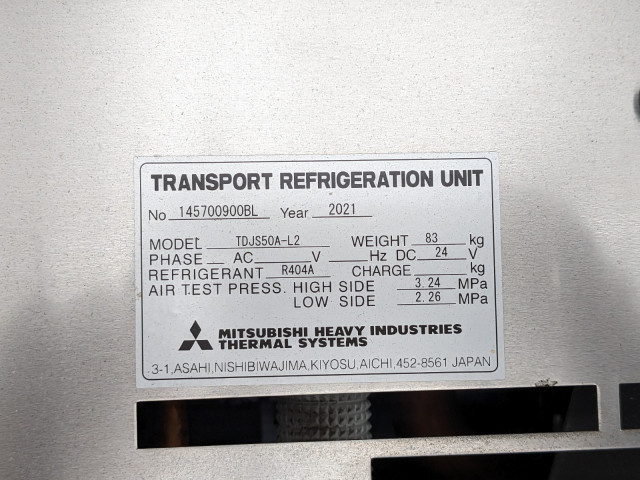 TRANSPORT REFRIGERATION UNIT
No 145700900BL Year 2021
MODEL TDJS50A-L2 WEIGHT 83 kg
PHASE AC V Hz DC 24 V
REFRIGERANT R404A CHARGE kg
AIR TEST PRESS. HIGH SIDE 3.24 MPa
LOW SIDE 2.26 MPa
MITSUBISHI HEAVY INDUSTRIES
THERMAL SYSTEMS
3-1,ASAHI,NISHIBIWAJIMA,KIYOSU,AICHI,452-8561 JAPAN